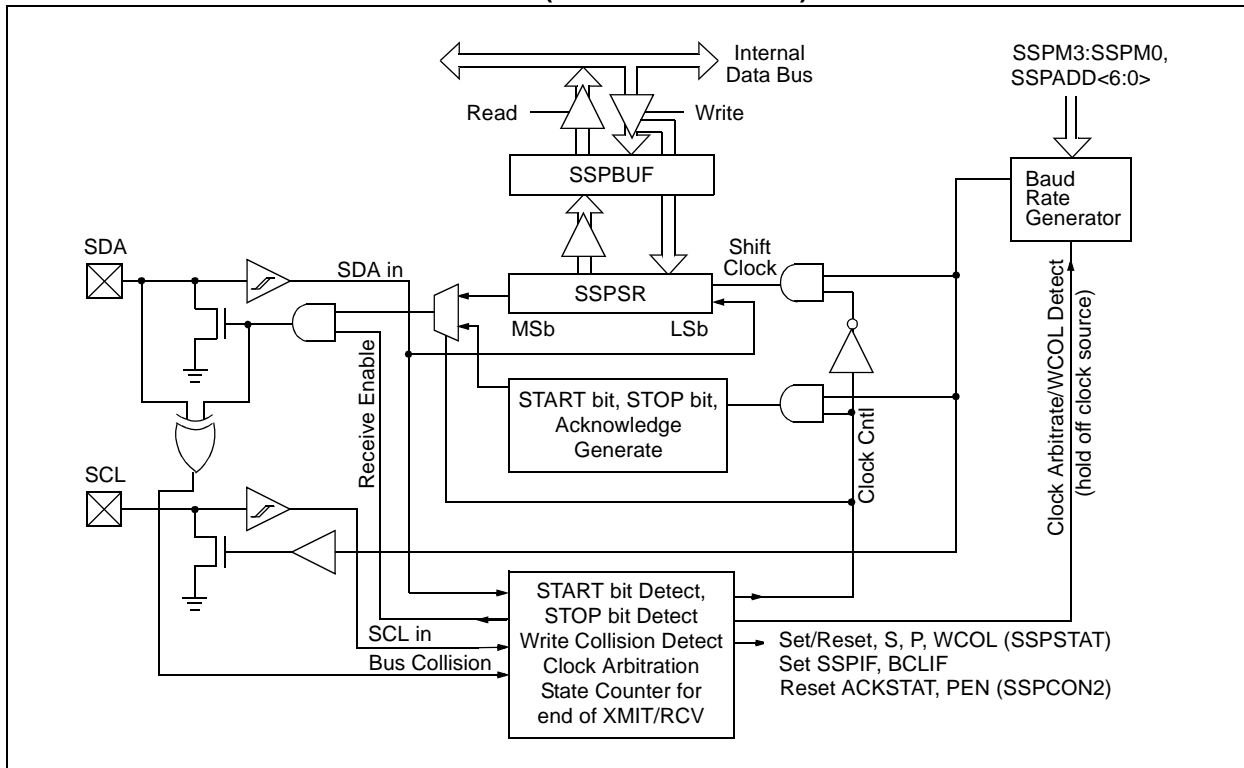 Internal
Data Bus
SSPM3:SSPM0,
SSPADD<6:0>
Read
Write
SSPBUF
Baud
Rate
Generator
SDA
SDA in
Shift
Clock
SSPSR
MSb
LSb
START bit, STOP bit,
Acknowledge
Generate
Receive Enable
Clock Cntl
Clock Arbitrate/WCOL Detect
(hold off clock source)
SCL
SCL in
Bus Collision
START bit Detect,
STOP bit Detect
Write Collision Detect
Clock Arbitration
State Counter for
end of XMIT/RCV
Set/Reset, S, P, WCOL (SSPSTAT)
Set SSPIF, BCLIF
Reset ACKSTAT, PEN (SSPCON2)